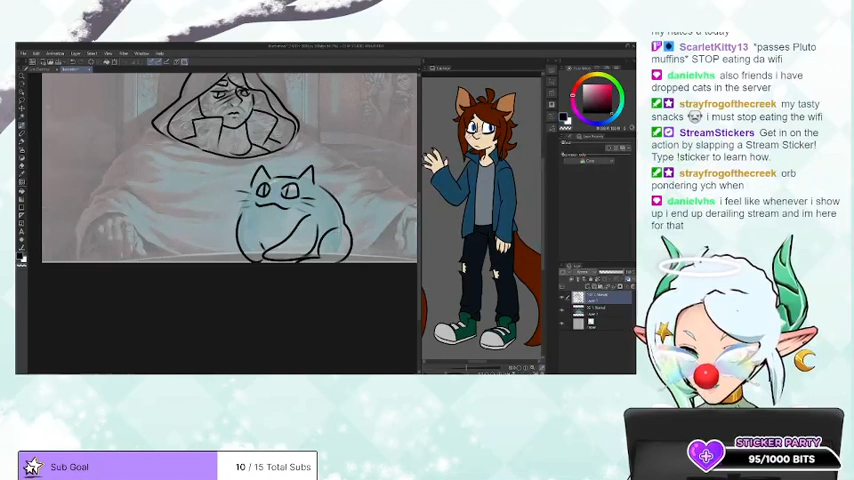 ScarletKitty13 *passes Pluto
muffins* STOP eating da wifi
danielvhs also friends i have
dropped cats in the server
strayfrogofthecreek my tasty
snacks i must stop eating the wifi
StreamStickers Get in on the
action by slapping a Stream Sticker!
Type !sticker to learn how.
strayfrogofthecreek orb
pondering ych when
danielvhs i feel like whenever i show
up i end up derailing stream and im here
for that
STICKER PARTY
95/1000 BITS
Sub Goal
10 / 15 Total Subs